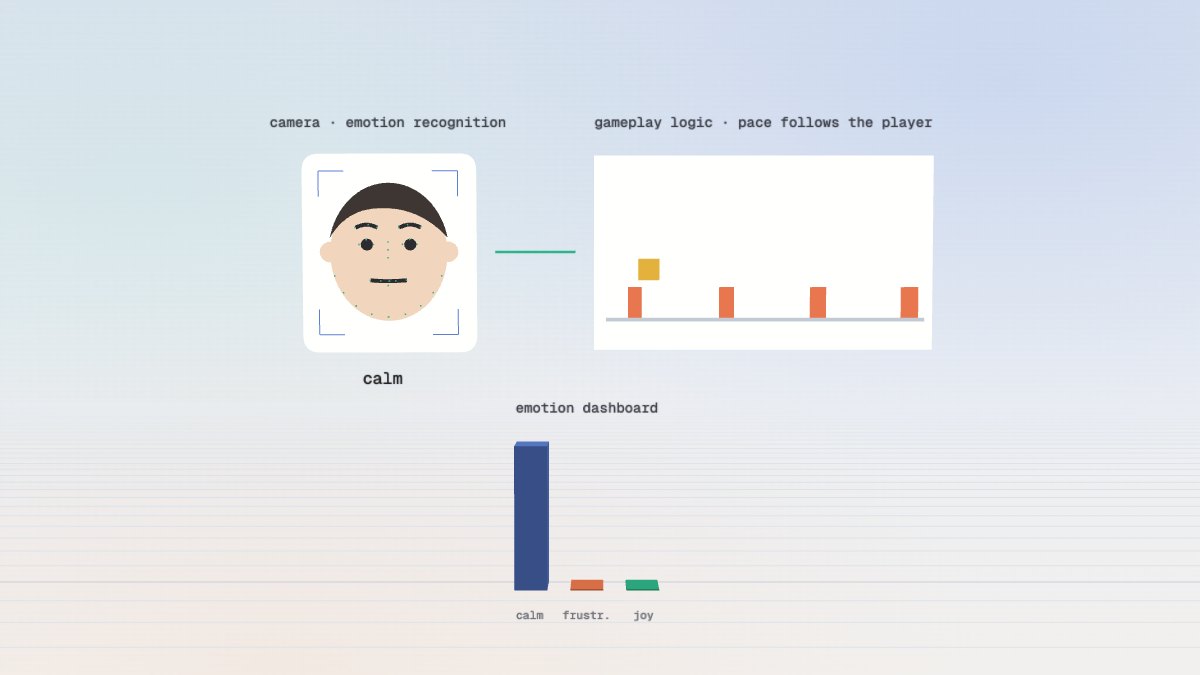 camera · emotion recognition
gameplay logic · pace follows the player
calm
emotion dashboard
calm
frustr.
joy